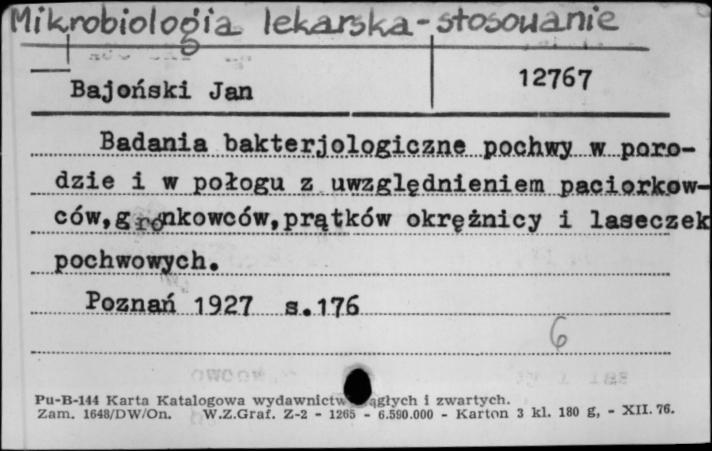 Mikrobiologia lekarska-stosowanie
Bajoński Jan
12767
Badania bakterjologiczne pochwy w poro-
dzie i w połogu z uwzględnieniem paciorkow-
ców,gronkowców,prątków okrężnicy i laseczek
pochwowych.
Poznań 1927 s.176
6
Pu-B-144 Karta Katalogowa wydawnictw ągłych i zwartych.
Zam. 1648/DW/On. W.Z.Graf. Z-2 - 1265 - 6.590.000 - Karton 3 kl. 180 g, - XII. 76.